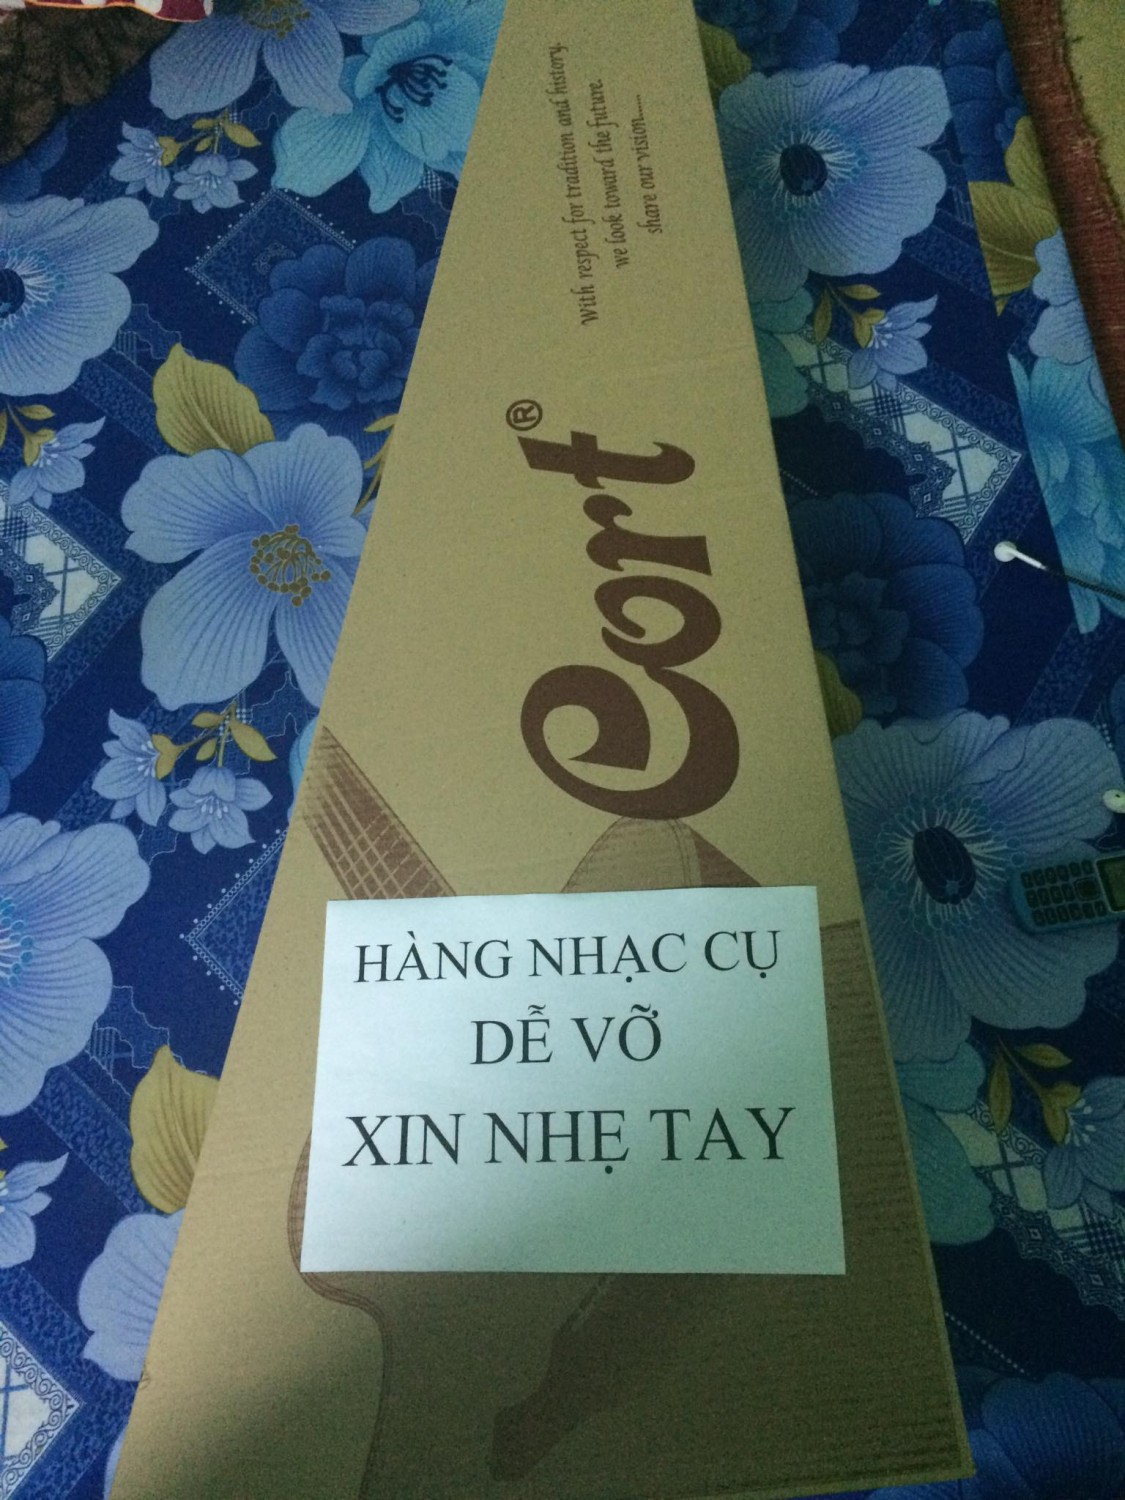 With respect for tradition and history.
we look toward the future.
share our vision......
Cort®
HÀNG NHẠC CỤ
DỄ VỠ
XIN NHẸ TAY